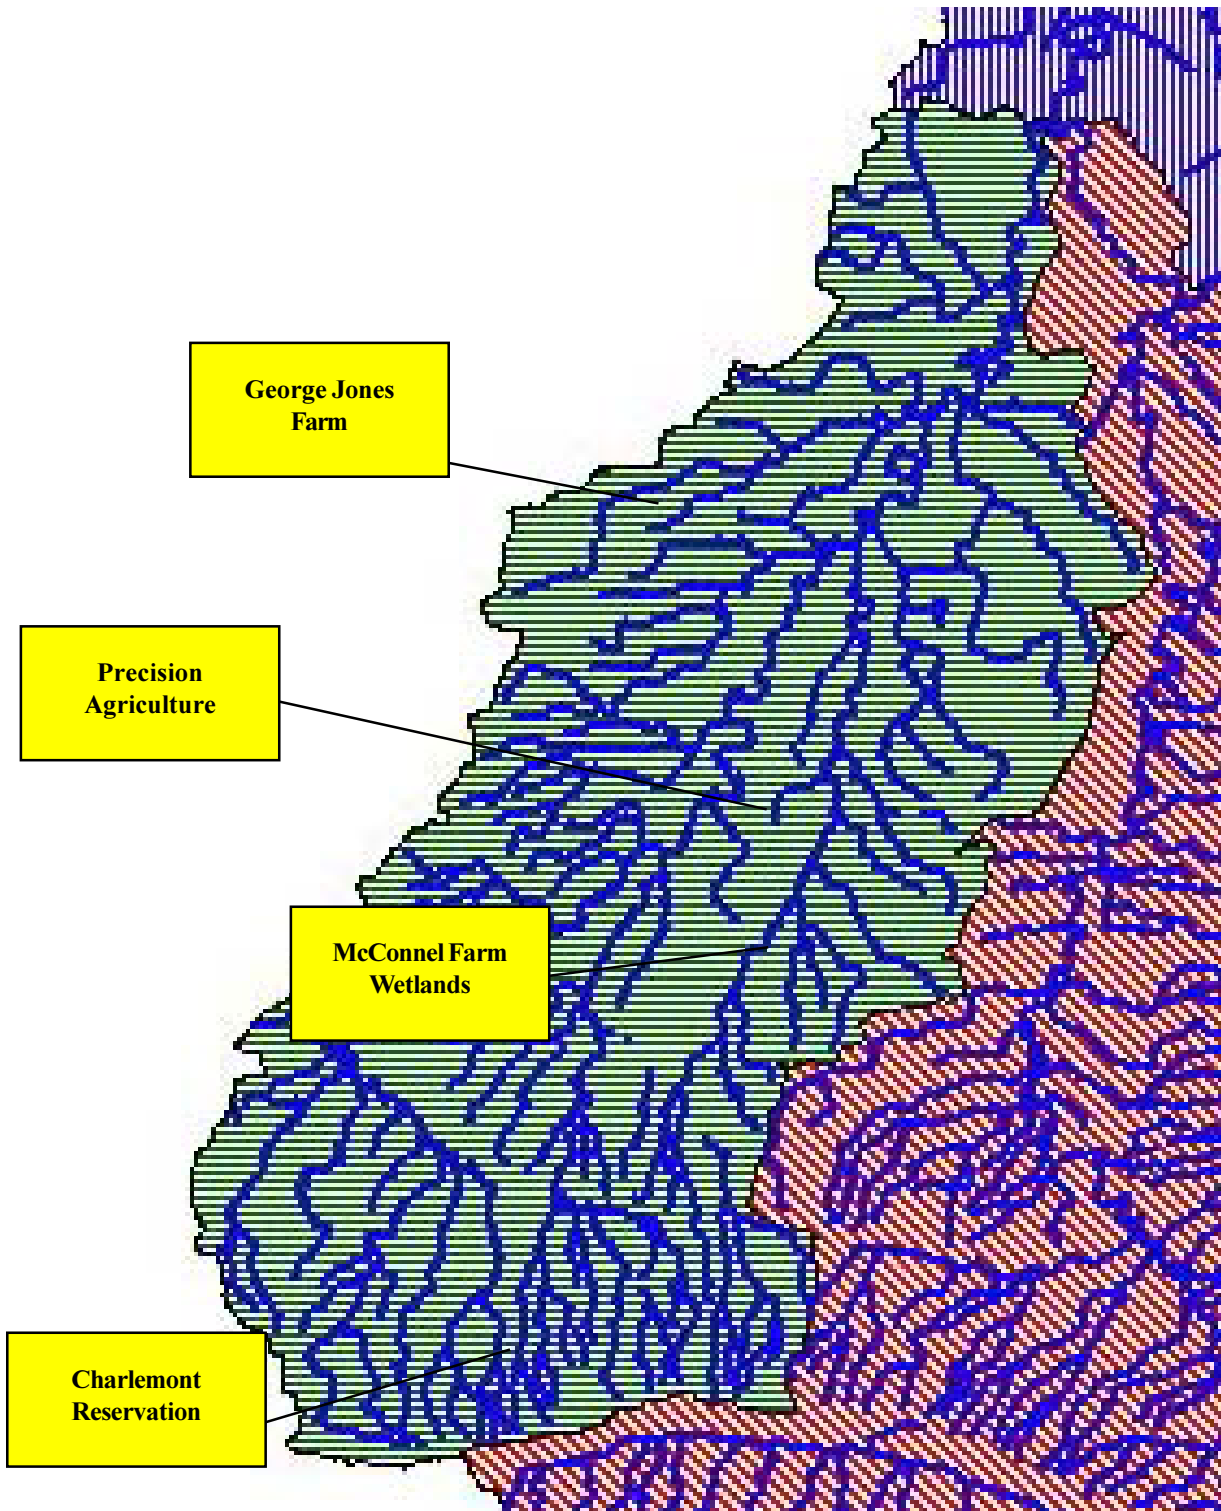 George Jones
Farm
Precision
Agriculture
McConnel Farm
Wetlands
Charlemont
Reservation